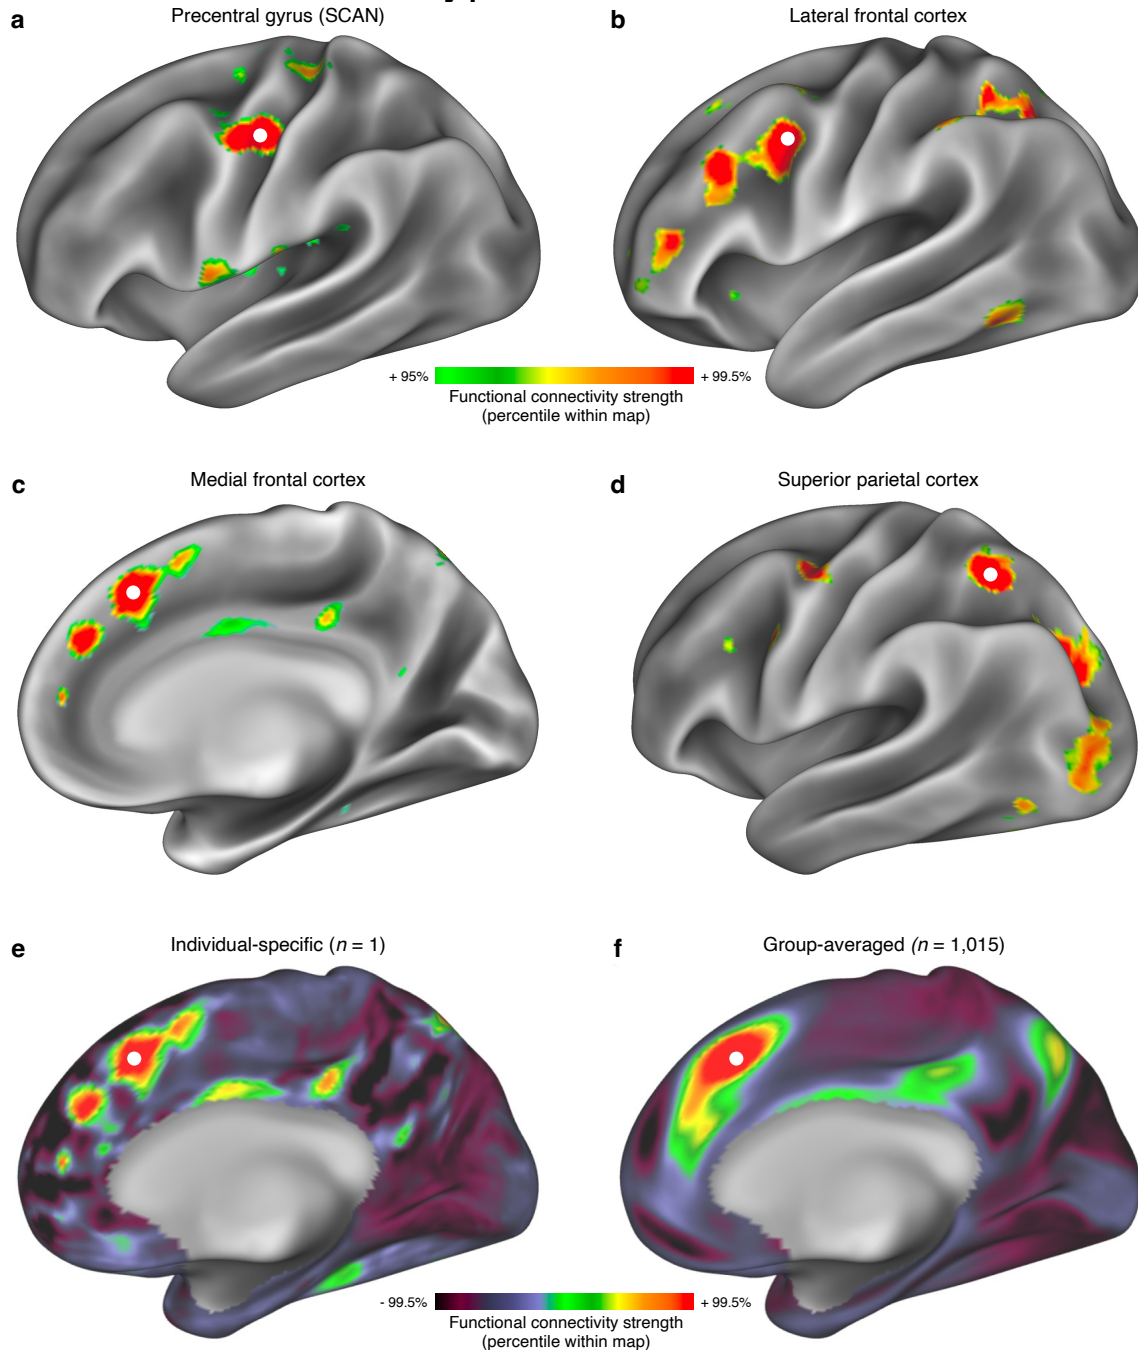 a
Precentral gyrus (SCAN)
b
Lateral frontal cortex
+ 95%
+ 99.5%
Functional connectivity strength
(percentile within map)
c
Medial frontal cortex
d
Superior parietal cortex
e
Individual-specific (n = 1)
f
Group-averaged (n = 1,015)
- 99.5%
+ 99.5%
Functional connectivity strength
(percentile within map)